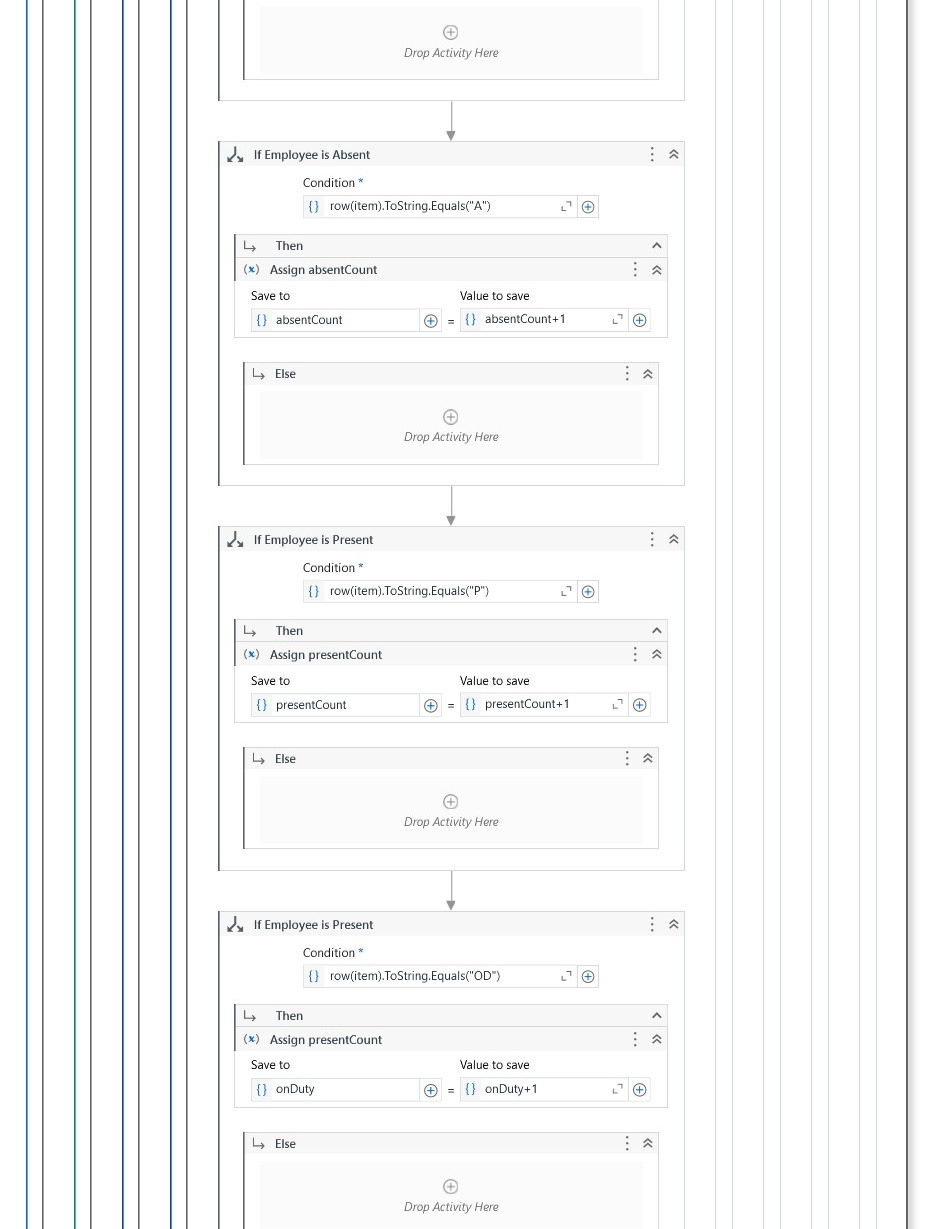 Drop Activity Here
If Employee is Absent
Condition *
{} row(item).ToString.Equals("A")
Then
(x) Assign absentCount
Save to Value to save
{} absentCount = {} absentCount+1
Else
Drop Activity Here
If Employee is Present
Condition *
{} row(item).ToString.Equals("P")
Then
(x) Assign presentCount
Save to Value to save
{} presentCount = {} presentCount+1
Else
Drop Activity Here
If Employee is Present
Condition *
{} row(item).ToString.Equals("OD")
Then
(x) Assign presentCount
Save to Value to save
{} onDuty = {} onDuty+1
Else
Drop Activity Here